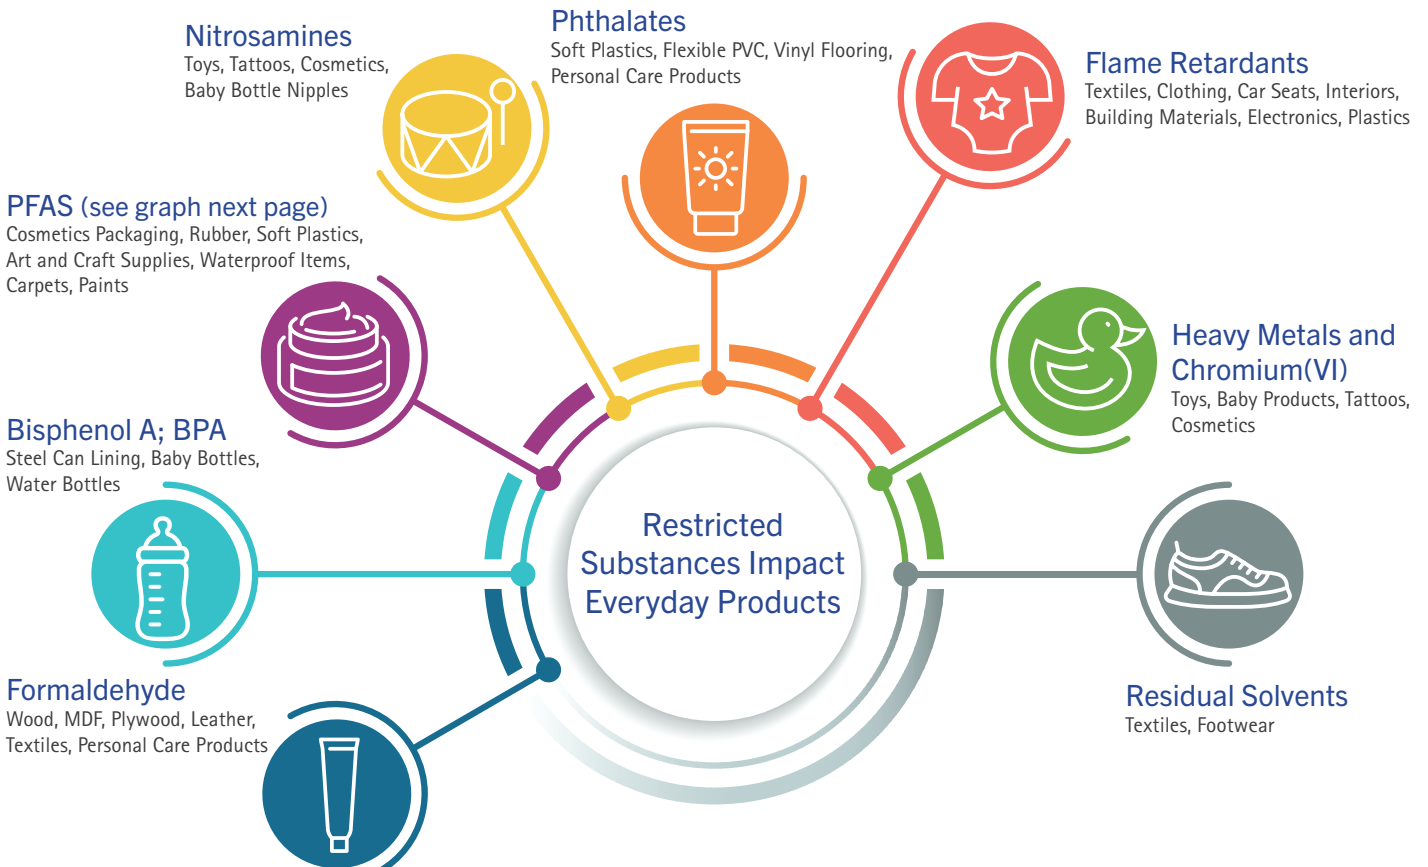 Nitrosamines
Toys, Tattoos, Cosmetics,
Baby Bottle Nipples
Phthalates
Soft Plastics, Flexible PVC, Vinyl Flooring,
Personal Care Products
Flame Retardants
Textiles, Clothing, Car Seats, Interiors,
Building Materials, Electronics, Plastics
PFAS (see graph next page)
Cosmetics Packaging, Rubber, Soft Plastics,
Art and Craft Supplies, Waterproof Items,
Carpets, Paints
Heavy Metals and
Chromium(VI)
Toys, Baby Products, Tattoos,
Cosmetics
Bisphenol A; BPA
Steel Can Lining, Baby Bottles,
Water Bottles
Restricted
Substances Impact
Everyday Products
Formaldehyde
Wood, MDF, Plywood, Leather,
Textiles, Personal Care Products
Residual Solvents
Textiles, Footwear